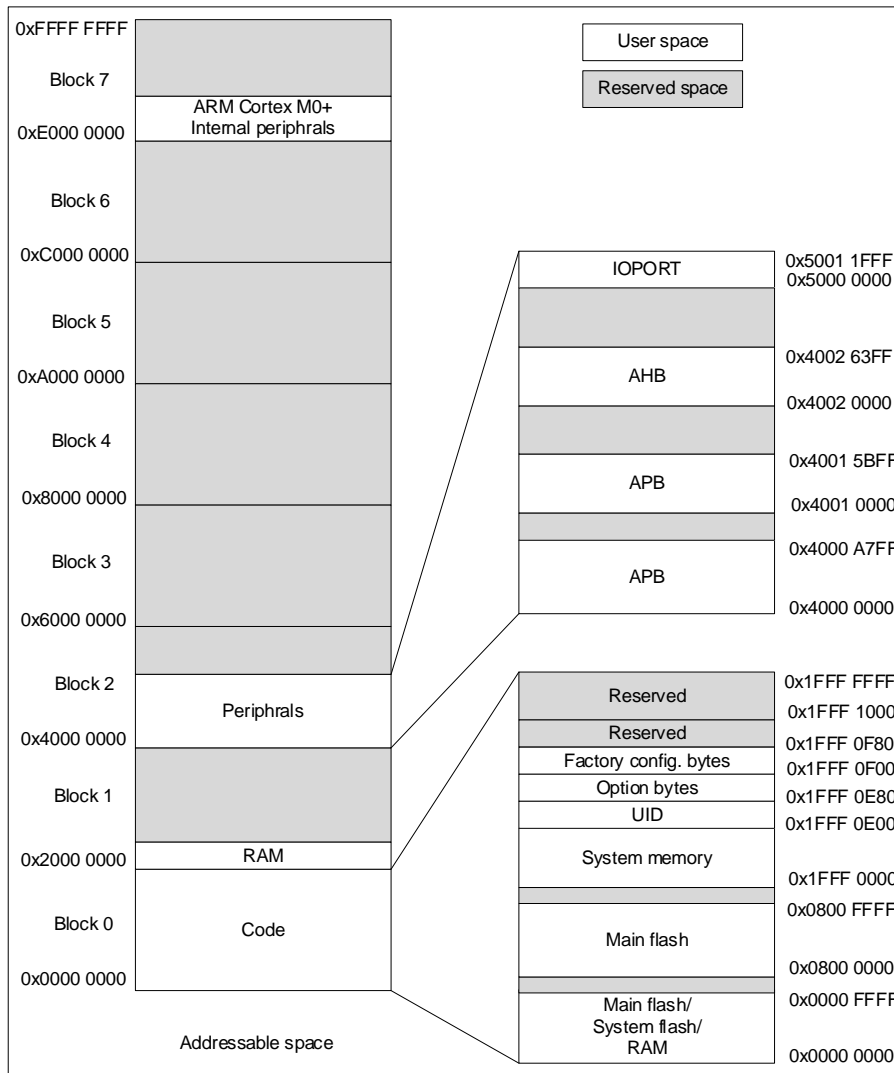 0xFFFF FFFF
Block 7
ARM Cortex M0+
Internal periphrals
0xE000 0000
Block 6
0xC000 0000
Block 5
0xA000 0000
Block 4
0x8000 0000
Block 3
0x6000 0000
Block 2
Periphrals
0x4000 0000
Block 1
0x2000 0000
RAM
Block 0
Code
0x0000 0000
Addressable space
User space
Reserved space
IOPORT
0x5001 1FFF
0x5000 0000
AHB
0x4002 63FF
0x4002 0000
APB
0x4001 5BFF
0x4001 0000
APB
0x4000 A7FF
0x4000 0000
Reserved
0x1FFF FFFF
0x1FFF 1000
Reserved
0x1FFF 0F80
Factory config. bytes
0x1FFF 0F00
Option bytes
0x1FFF 0E80
UID
0x1FFF 0E00
System memory
0x1FFF 0000
0x0800 FFFF
Main flash
0x0800 0000
0x0000 FFFF
Main flash/
System flash/
RAM
0x0000 0000